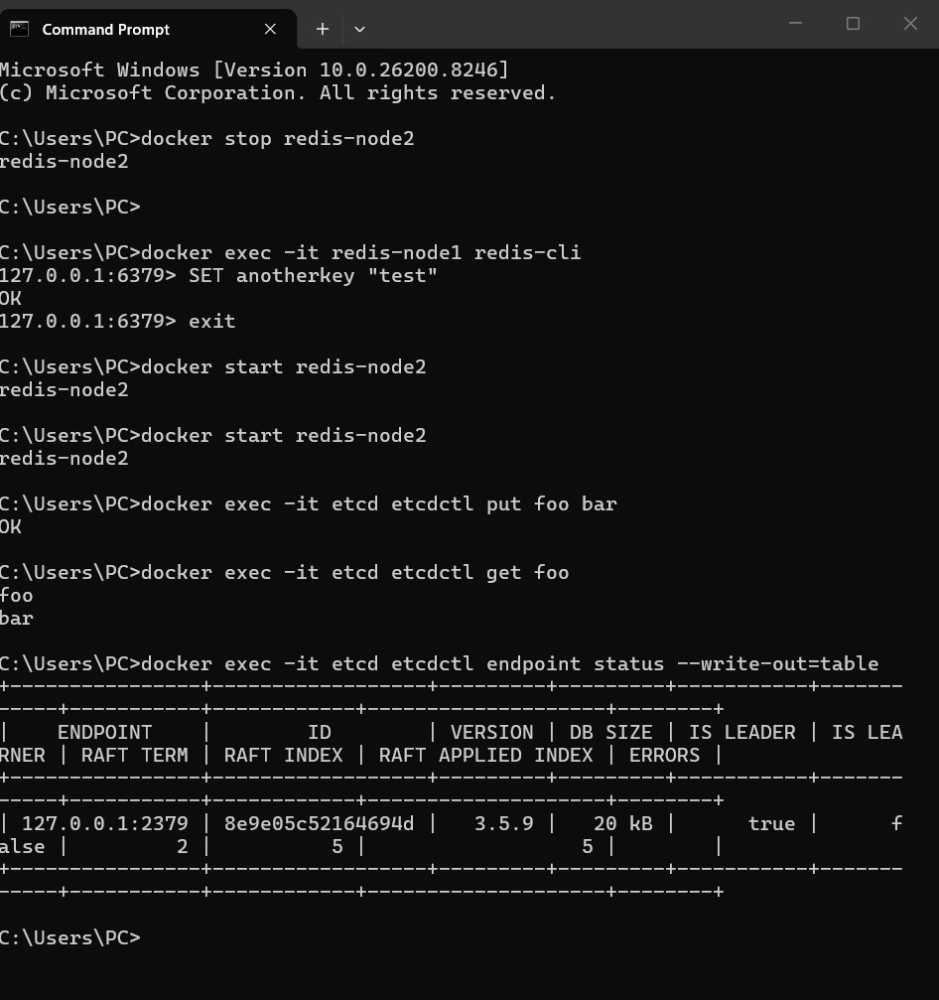 Command Prompt
Microsoft Windows [Version 10.0.26200.8246]
(c) Microsoft Corporation. All rights reserved.
C:\Users\PC>docker stop redis-node2
redis-node2
C:\Users\PC>
C:\Users\PC>docker exec -it redis-node1 redis-cli
127.0.0.1:6379> SET anotherkey "test"
OK
127.0.0.1:6379> exit
C:\Users\PC>docker start redis-node2
redis-node2
C:\Users\PC>docker start redis-node2
redis-node2
C:\Users\PC>docker exec -it etcd etcdctl put foo bar
OK
C:\Users\PC>docker exec -it etcd etcdctl get foo
foo
bar
C:\Users\PC>docker exec -it etcd etcdctl endpoint status --write-out=table
+-----------------+------------------+---------+---------+-----------+-------
-----+-----------+------------+--------------------+--------+
|    ENDPOINT    |        ID        | VERSION | DB SIZE | IS LEADER | IS LEA
RNER | RAFT TERM | RAFT INDEX | RAFT APPLIED INDEX | ERRORS |
+-----------------+------------------+---------+---------+-----------+-------
-----+-----------+------------+--------------------+--------+
| 127.0.0.1:2379 | 8e9e05c52164694d |   3.5.9 |   20 kB |      true |      f
alse |         2 |          5 |                  5 |        |
+-----------------+------------------+---------+---------+-----------+-------
-----+-----------+------------+--------------------+--------+
C:\Users\PC>